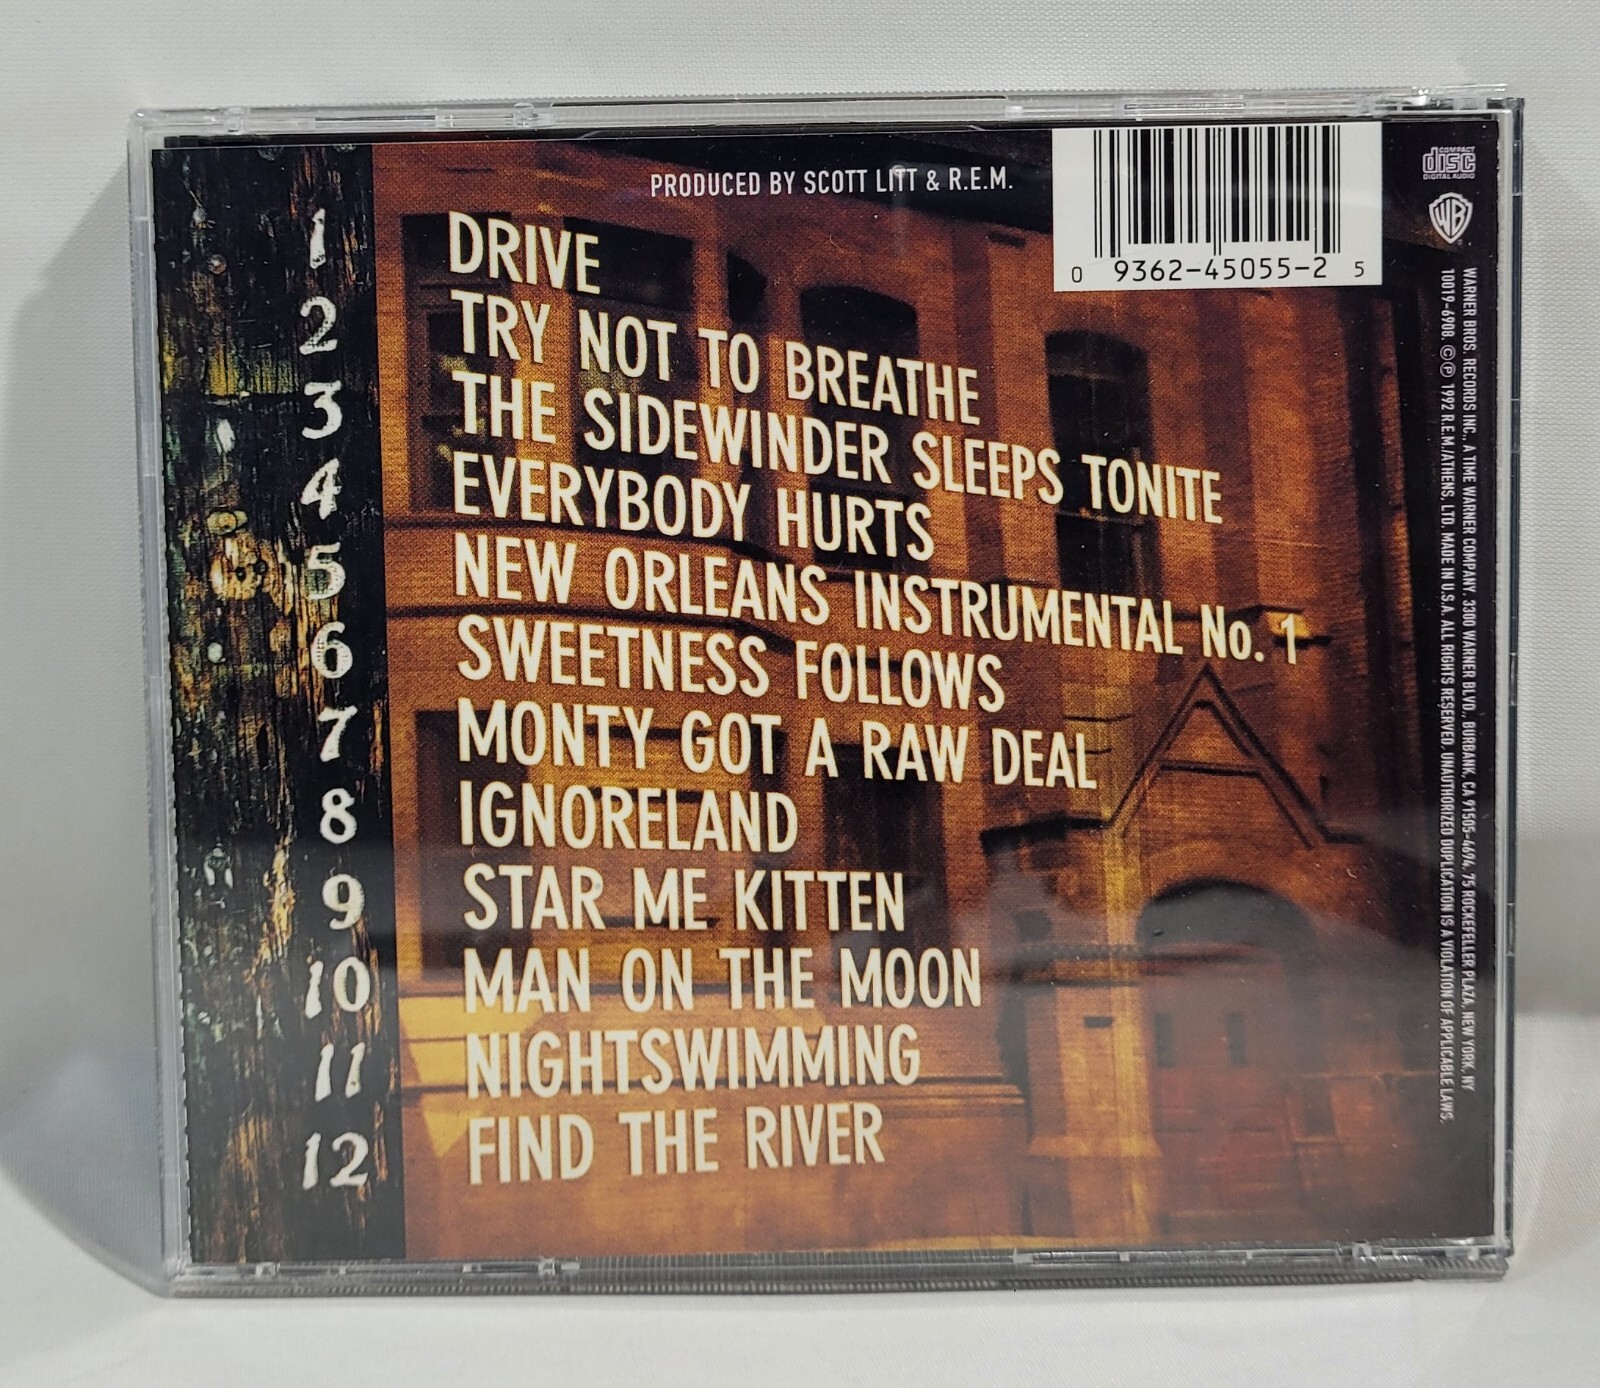 PRODUCED BY SCOTT LITT & R.E.M.
0 9362-45055-2 5
COMPACT
disc
DIGITAL AUDIO
WB
1 DRIVE
2 TRY NOT TO BREATHE
3 THE SIDEWINDER SLEEPS TONITE
4 EVERYBODY HURTS
5 NEW ORLEANS INSTRUMENTAL No. 1
6 SWEETNESS FOLLOWS
7 MONTY GOT A RAW DEAL
8 IGNORELAND
9 STAR ME KITTEN
10 MAN ON THE MOON
11 NIGHTSWIMMING
12 FIND THE RIVER
WARNER BROS. RECORDS INC., A TIME WARNER COMPANY. 3300 WARNER BLVD., BURBANK, CA 91505-4694. 75 ROCKEFELLER PLAZA, NEW YORK, NY
10019-6908. ©℗ 1992 R.E.M./ATHENS, LTD. MADE IN U.S.A. ALL RIGHTS RESERVED. UNAUTHORIZED DUPLICATION IS A VIOLATION OF APPLICABLE LAWS.